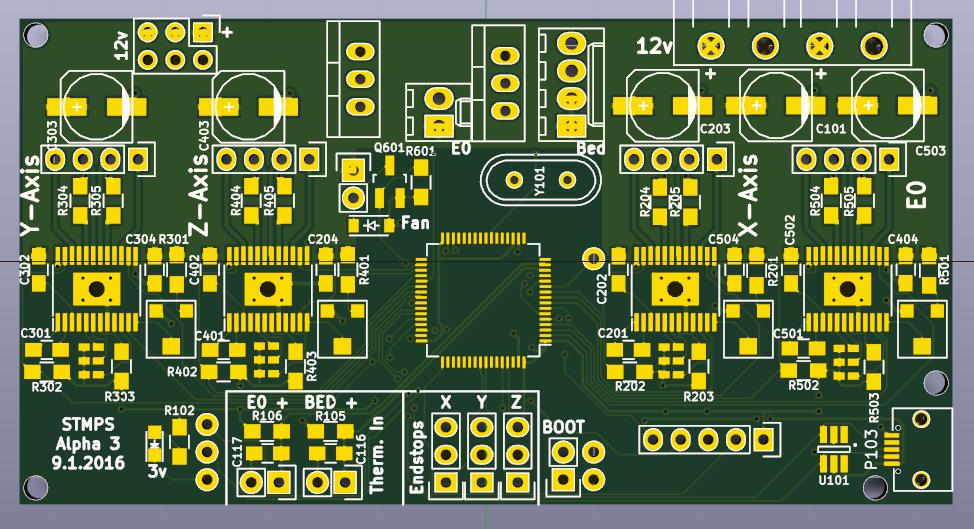 12v
+
12v
+
+
C303
C403
E0
Bed
C203
C101
C503
Y-Axis
Z-Axis
X-Axis
E0
Q601
R601
Y101
R304
R305
R404
R405
R204
R205
R504
R505
Fan
C302
C304
R301
C402
C204
R401
C202
C504
R201
C502
C404
R501
C301
R302
R303
C401
R402
R403
C201
R202
R203
C501
R502
R503
STMPS
Alpha 3
9.1.2016
3v
R102
E0 +
BED +
R106
R105
C117
C116
Therm. In
Endstops
X
Y
Z
BOOT
U101
P103